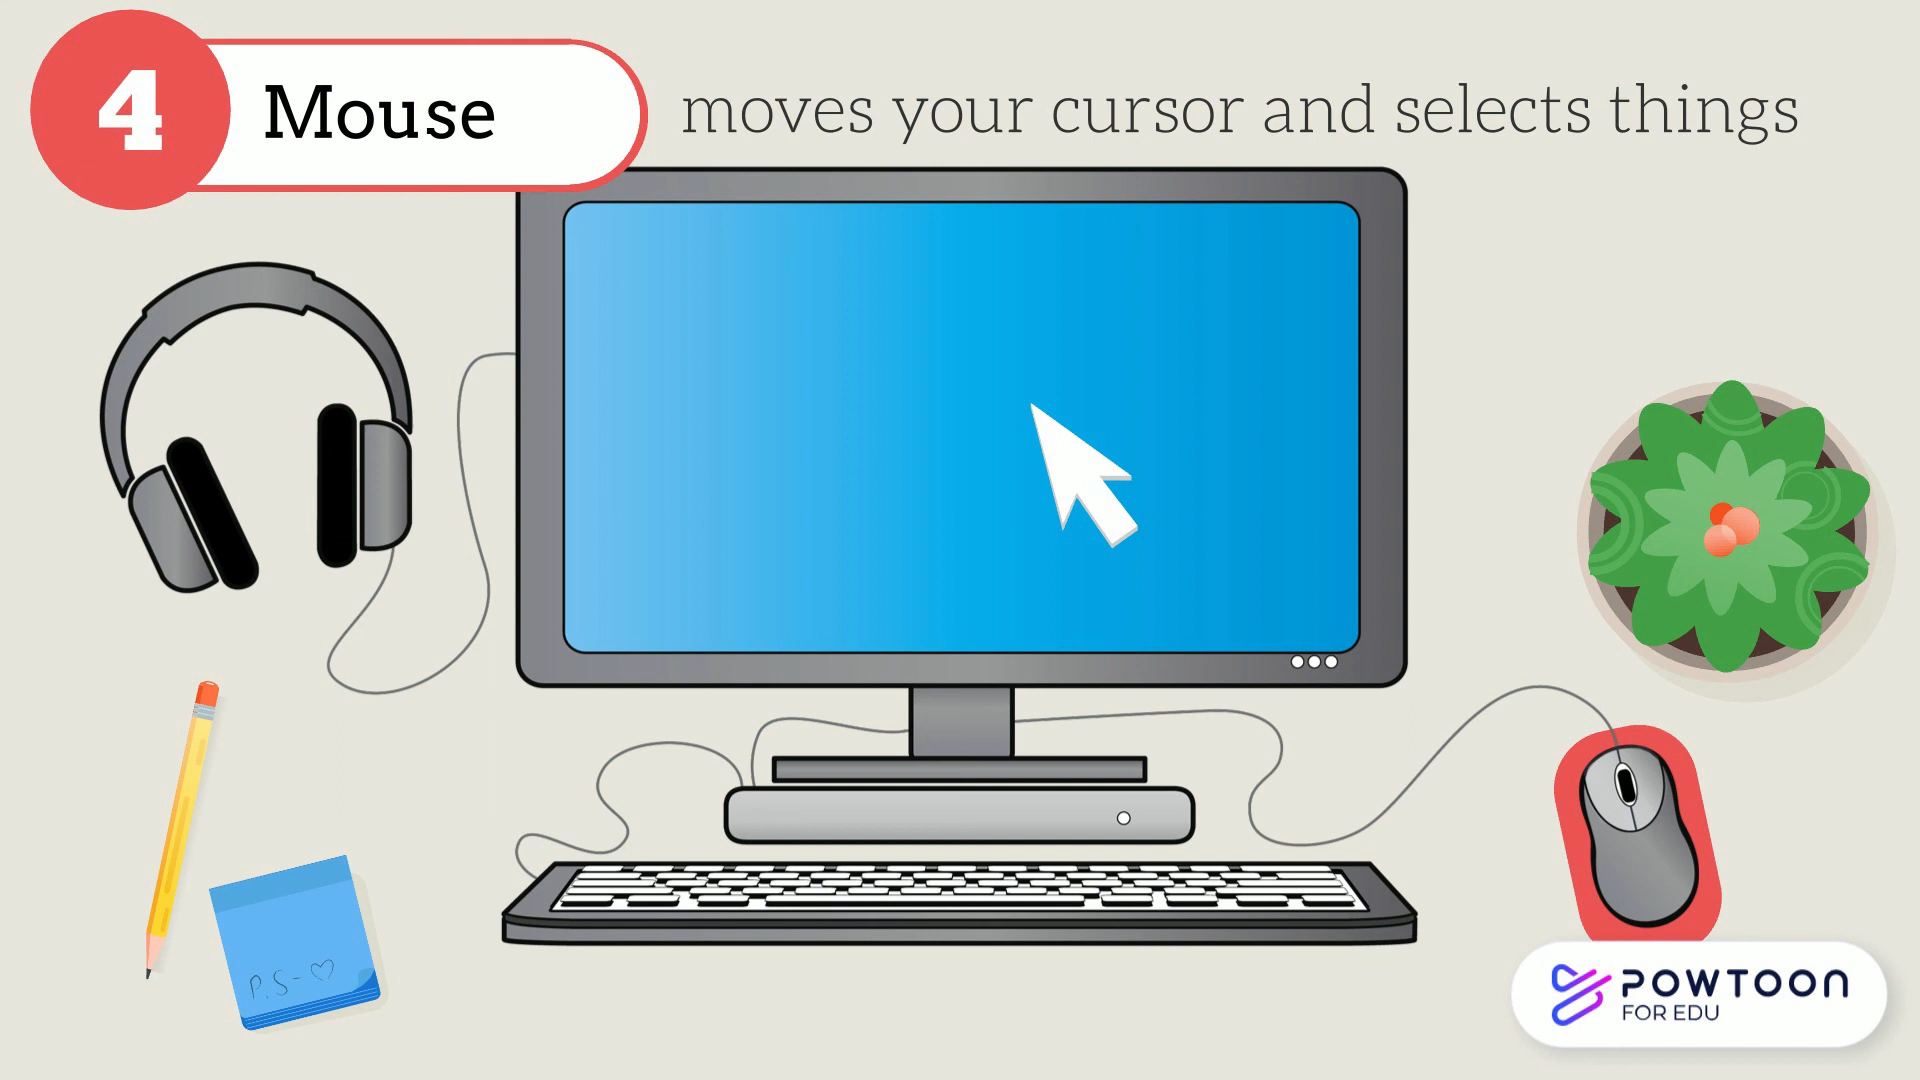 4
Mouse
moves your cursor and selects things
P.S-♡
POWTOON
FOR EDU